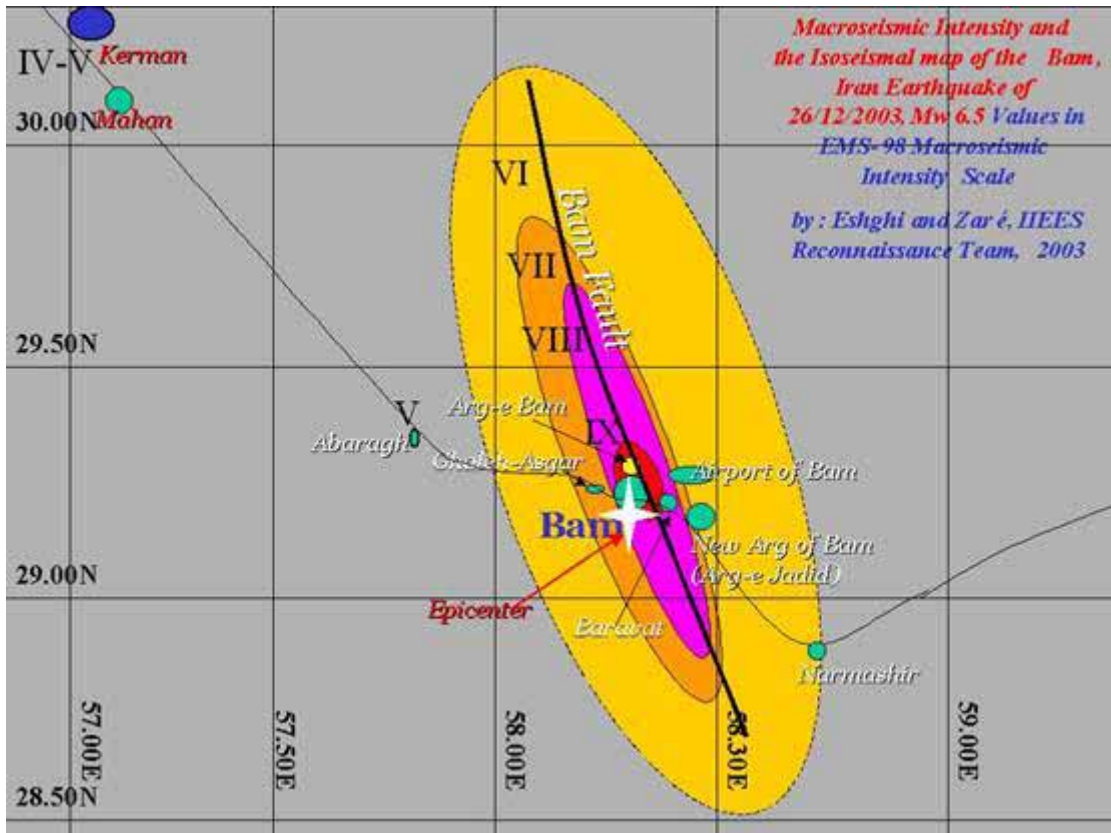 Macroseismic Intensity and
the Isoseismal map of the Bam,
Iran Earthquake of
26/12/2003, Mw 6.5 Values in
EMS-98 Macroseismic
Intensity Scale
by : Eshghi and Zaré, IIEES
Reconnaissance Team, 2003
IV-V Kerman
Mahan
30.00N
VI
Bam Fault
VII
VIII
29.50N
V
Abaragh
Arg-e Bam
IX
Gholeh-Asgar
Airport of Bam
Bam
New Arg of Bam
(Arg-e Jadid)
29.00N
Epicenter
Baravat
Narmashir
57.00E
57.50E
58.00E
58.30E
59.00E
28.50N